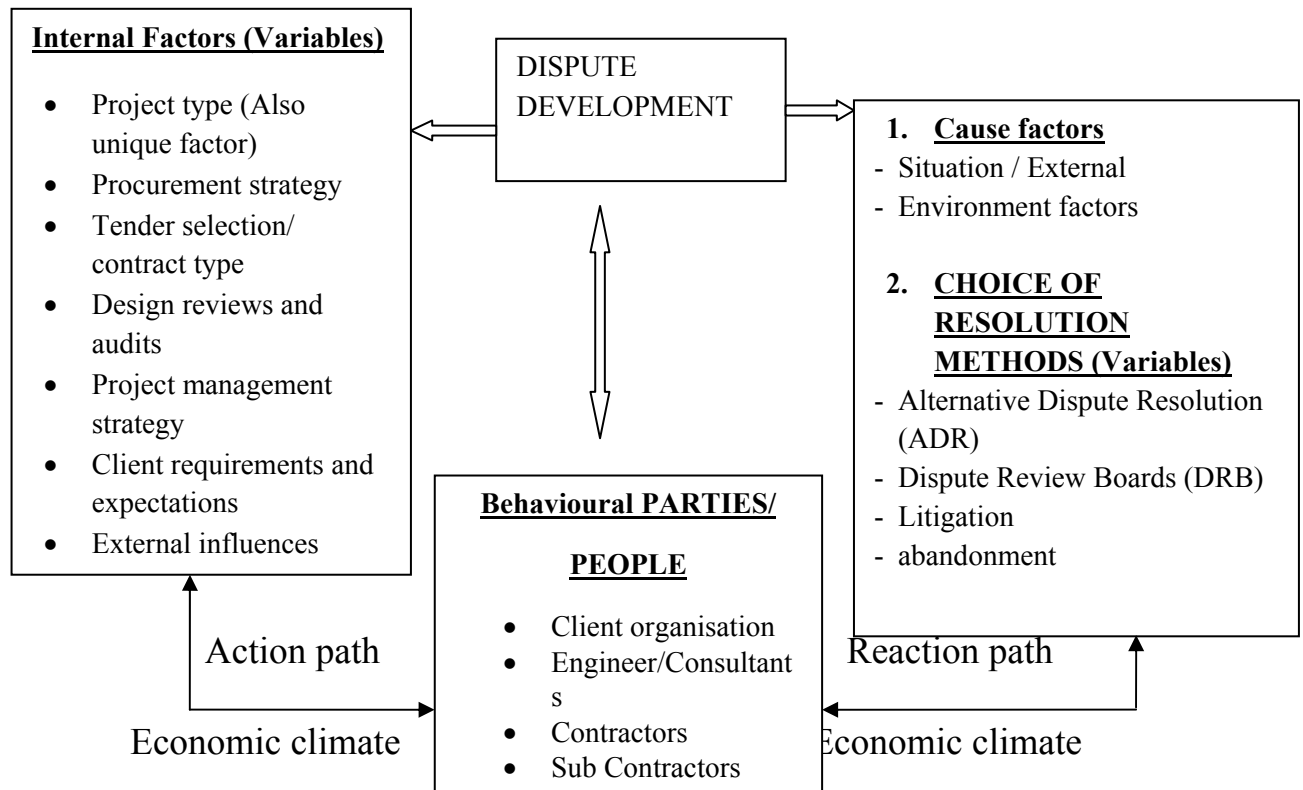 Internal Factors (Variables)
• Project type (Also
unique factor)
• Procurement strategy
• Tender selection/
contract type
• Design reviews and
audits
• Project management
strategy
• Client requirements and
expectations
• External influences
DISPUTE
DEVELOPMENT
1. Cause factors
- Situation / External
- Environment factors
2. CHOICE OF
RESOLUTION
METHODS (Variables)
- Alternative Dispute Resolution
(ADR)
- Dispute Review Boards (DRB)
- Litigation
- abandonment
Behavioural PARTIES/
PEOPLE
• Client organisation
• Engineer/Consultant
s
• Contractors
• Sub Contractors
Action path
Economic climate
Reaction path
Economic climate